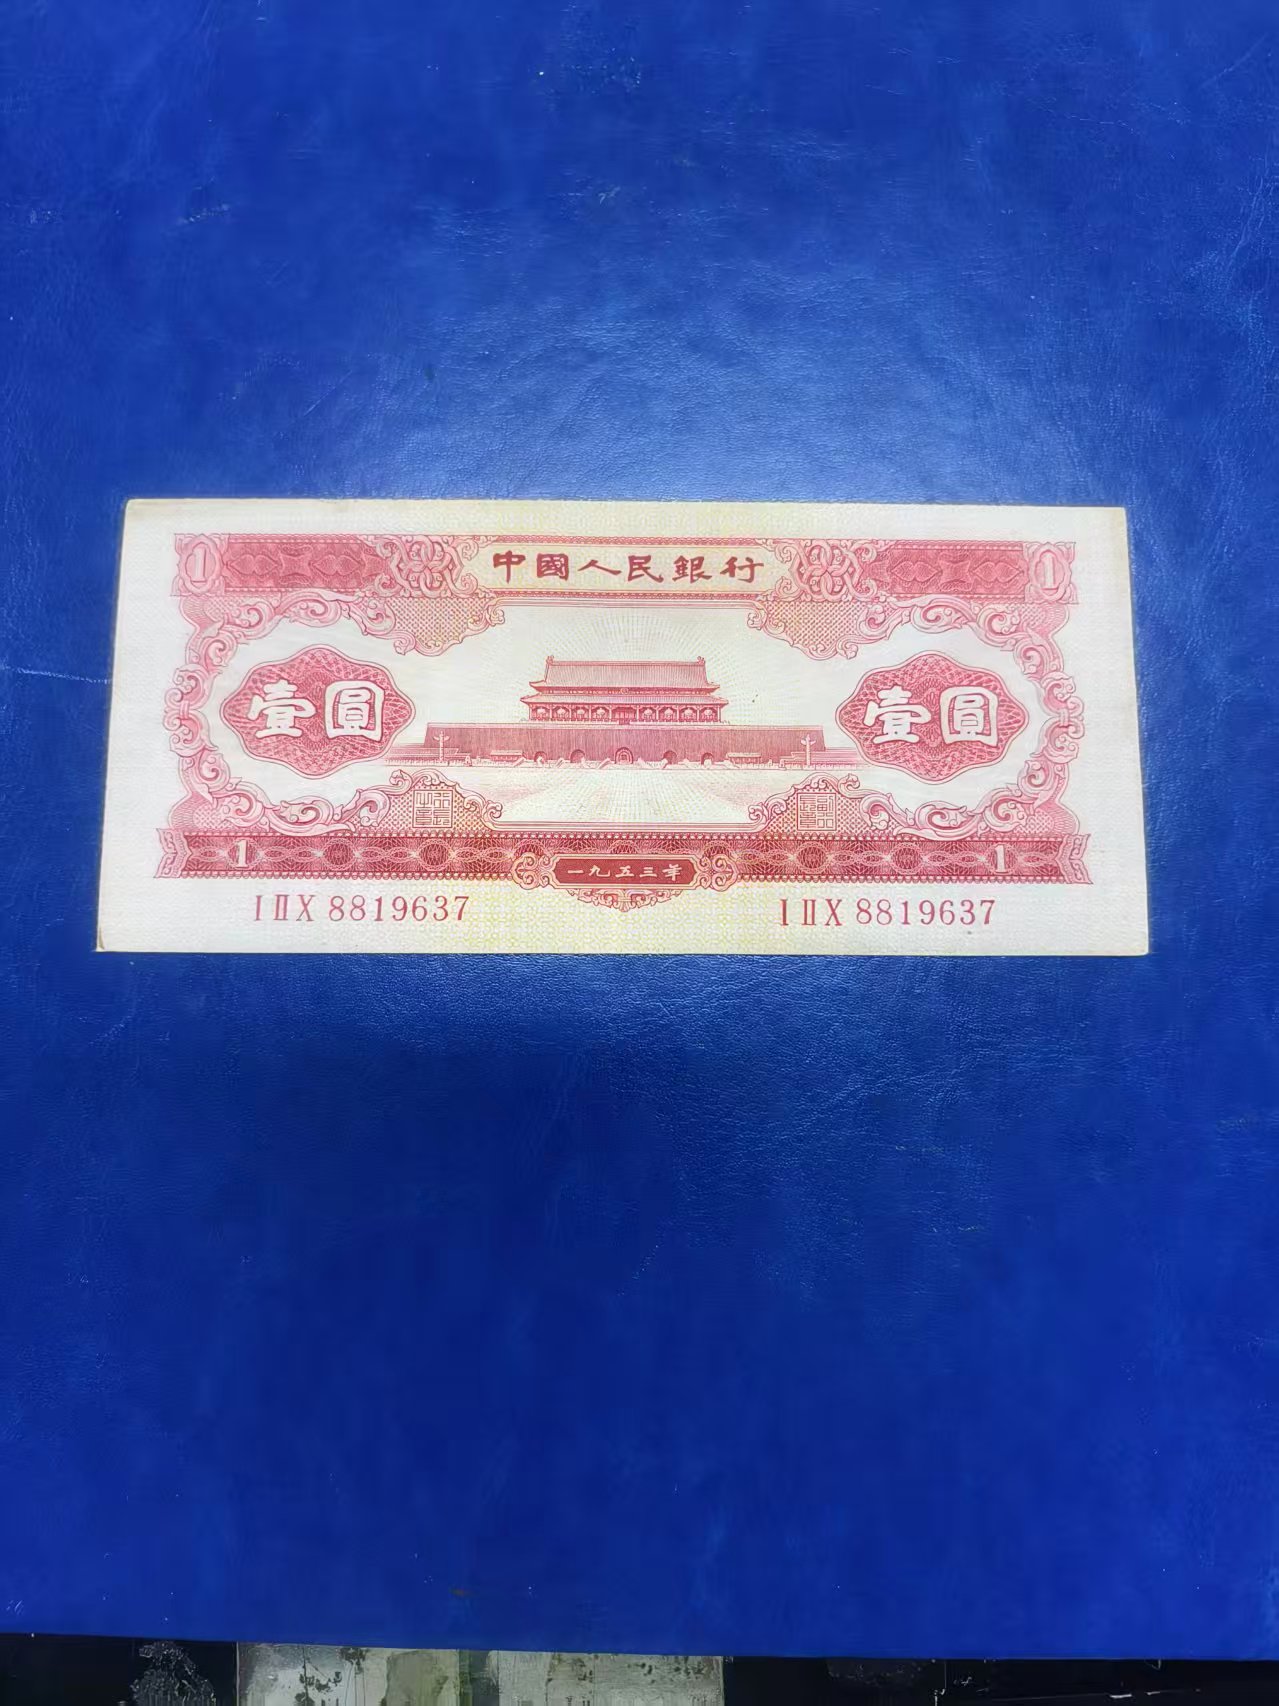 1 中國人民銀行 1
壹圓 壹圓
1 一九五三年 1
I II X 8819637 I II X 8819637